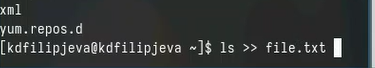 xml
yum.repos.d
[kdfilipjeva@kdfilipjeva ~]$ ls >> file.txt